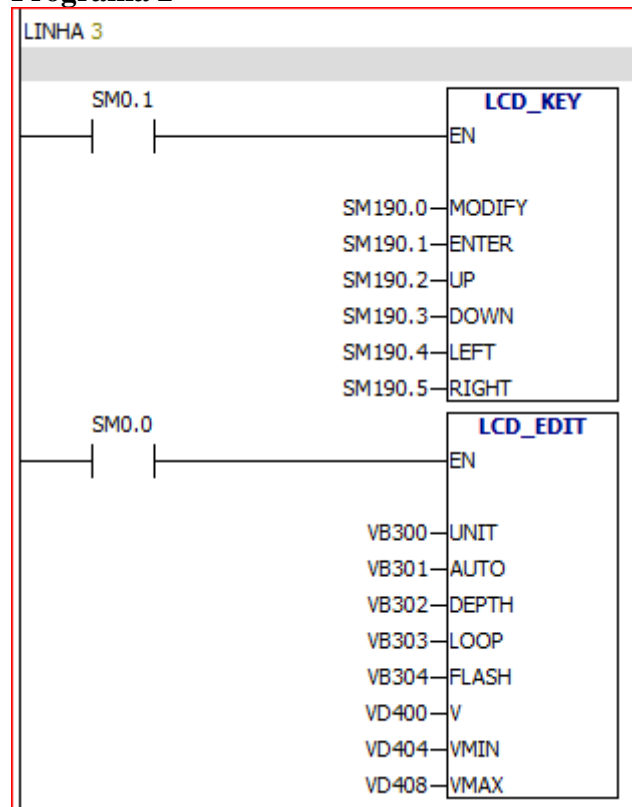 LINHA 3
SM0.1
LCD_KEY
EN
SM190.0 MODIFY
SM190.1 ENTER
SM190.2 UP
SM190.3 DOWN
SM190.4 LEFT
SM190.5 RIGHT
SM0.0
LCD_EDIT
EN
VB300 UNIT
VB301 AUTO
VB302 DEPTH
VB303 LOOP
VB304 FLASH
VD400 V
VD404 VMIN
VD408 VMAX